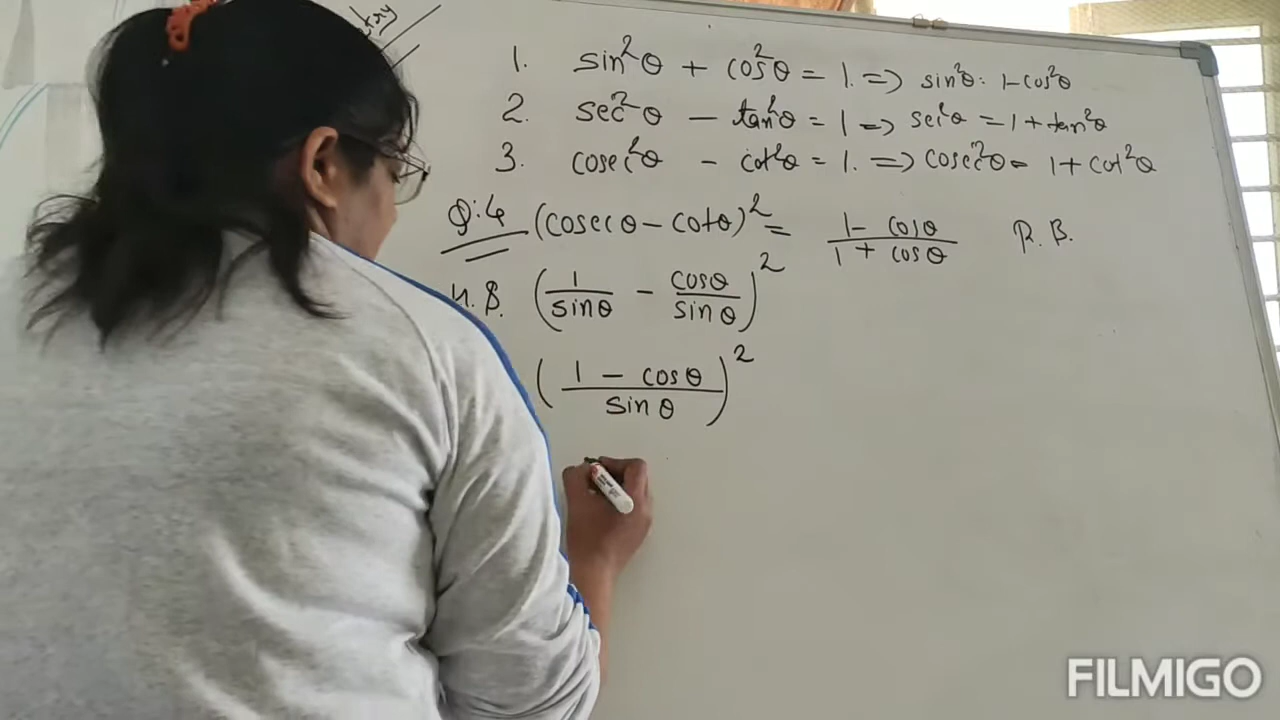 1. sin²θ + cos²θ = 1. => sin²θ = 1-cos²θ
2. sec²θ - tan²θ = 1 => sec²θ = 1 + tan²θ
3. cosec²θ - cot²θ = 1. => cosec²θ = 1 + cot²θ
Q:4 (cosecθ - cotθ)² = (1 - cosθ)/(1 + cosθ)
H.S. (1/sinθ - cosθ/sinθ)²
((1 - cosθ)/sinθ)²
FILMIGO